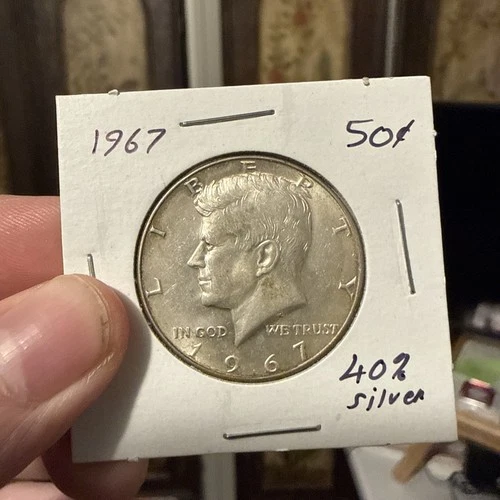 1967
50¢
LIBERTY
IN GOD WE TRUST
1967
40%
silver